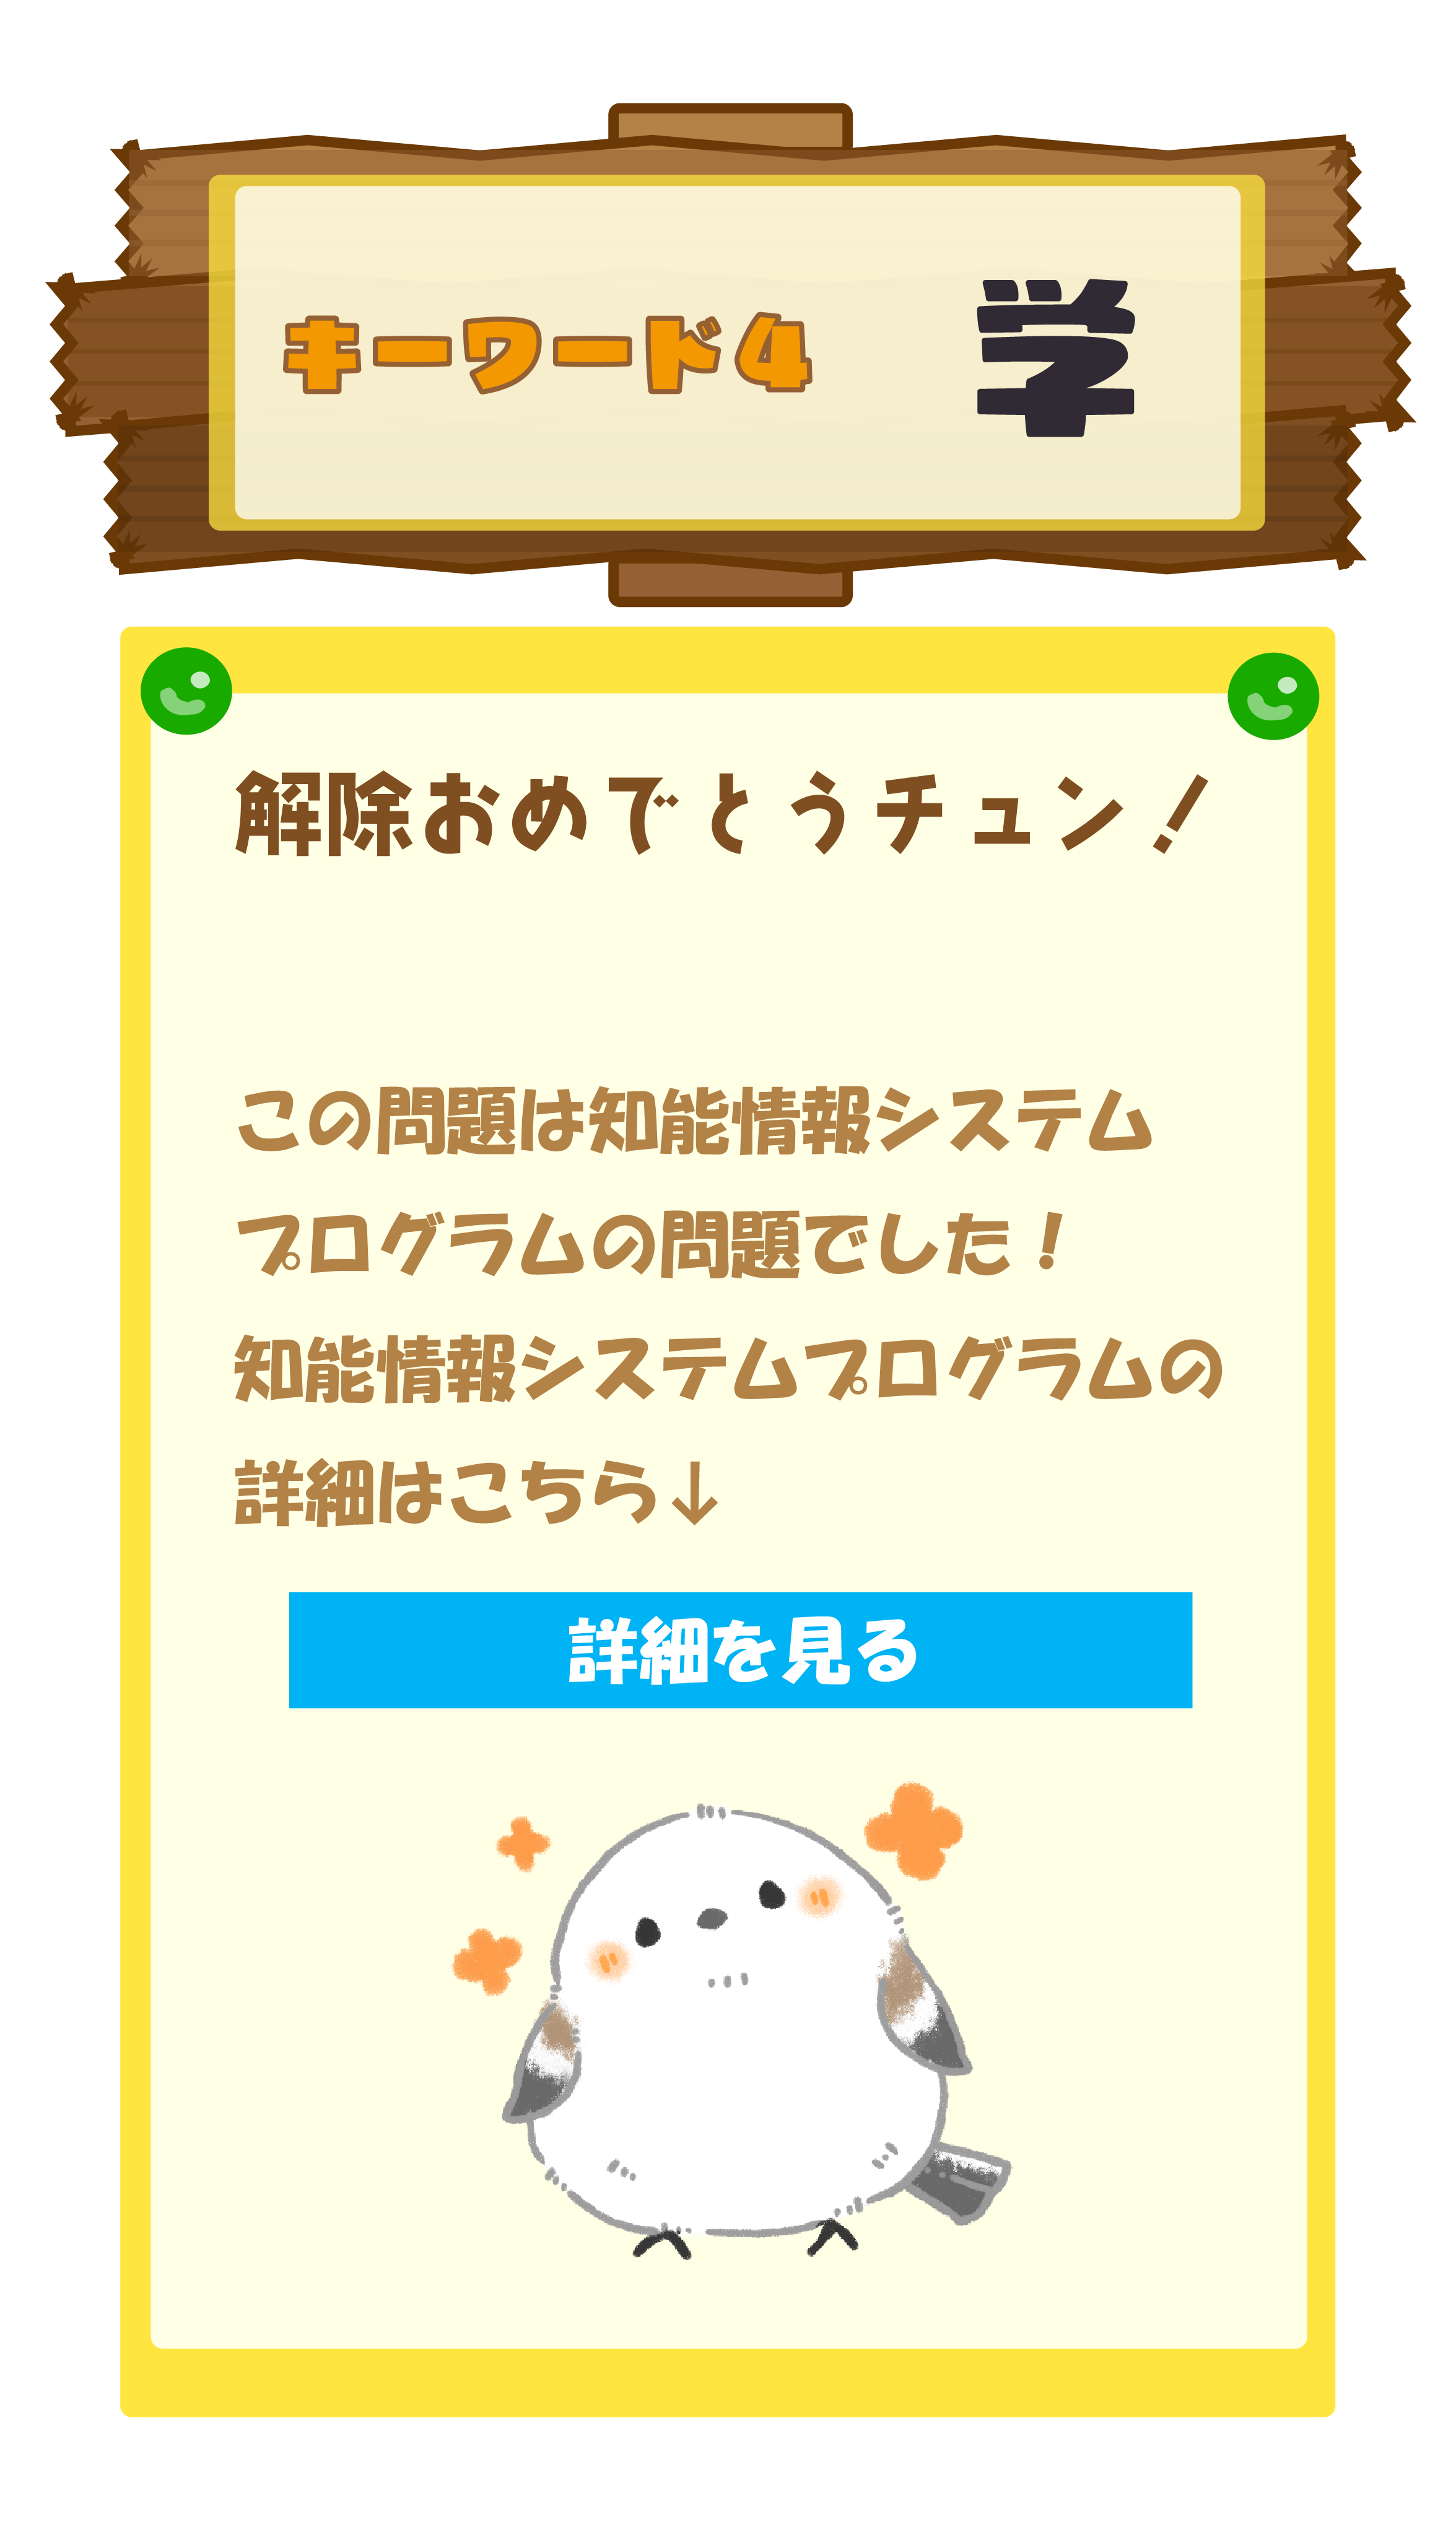 キーワード4 学
解除おめでとうチュン！
この問題は知能情報システム
プログラムの問題でした！
知能情報システムプログラムの
詳細はこちら↓
詳細を見る